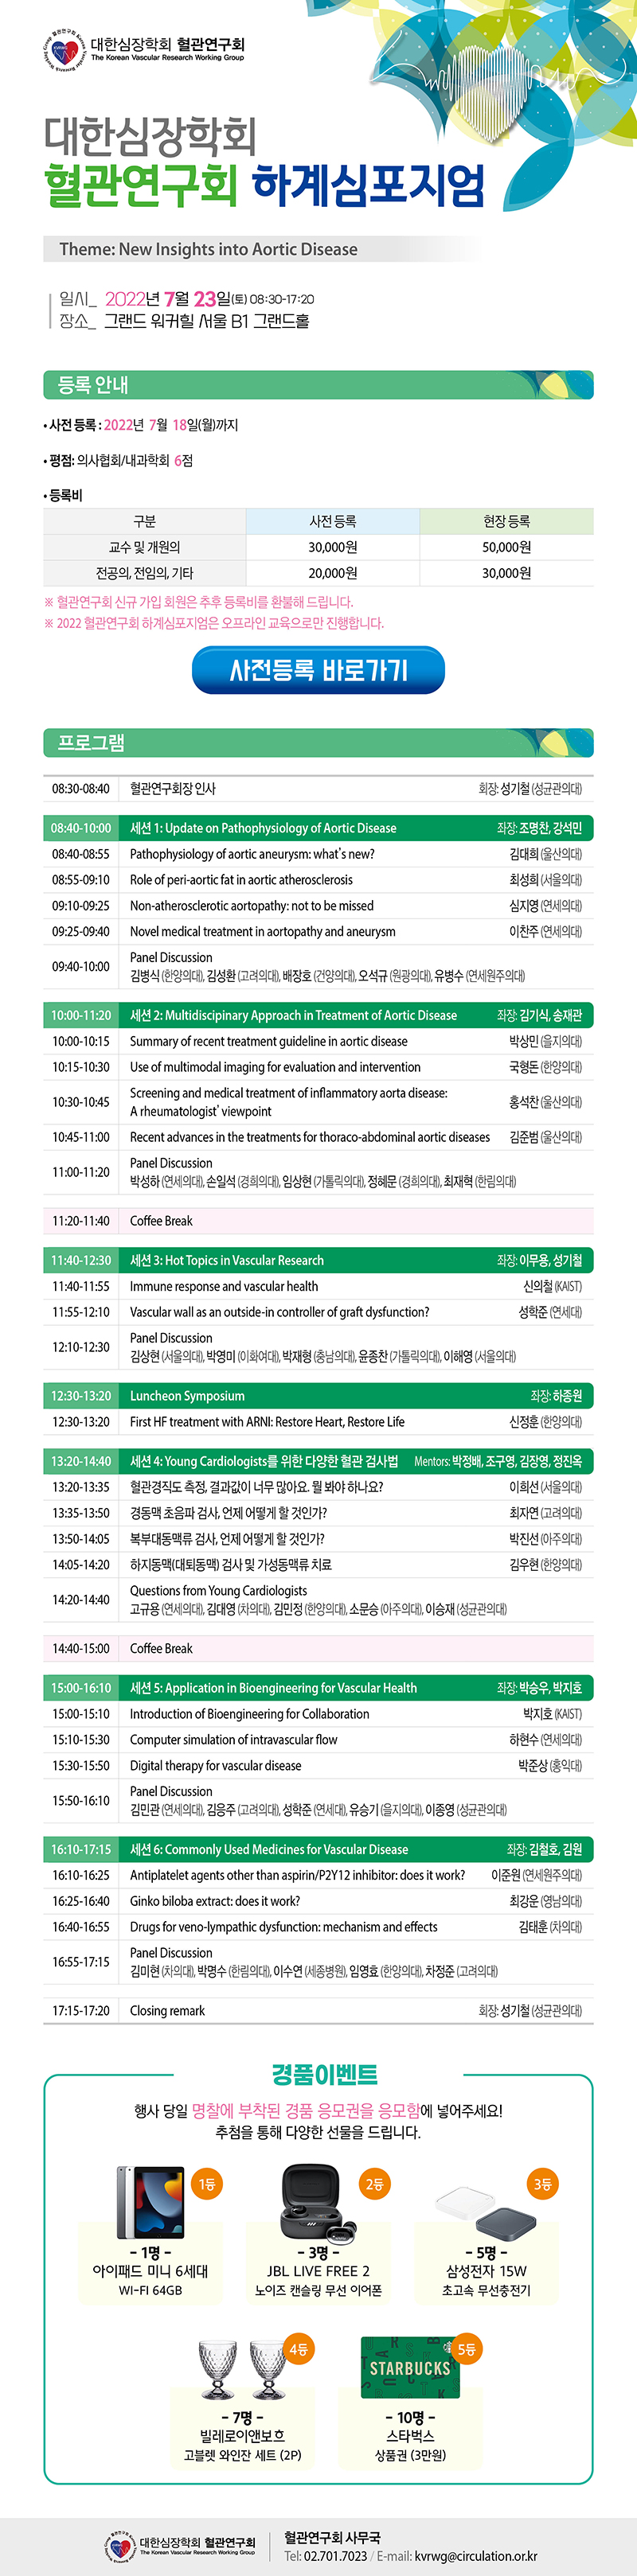 대한심장학회 혈관연구회
The Korean Vascular Research Working Group
대한심장학회
혈관연구회 하계심포지엄
Theme: New Insights into Aortic Disease
일시_ 2022년 7월 23일(토) 08:30-17:20
장소_ 그랜드 워커힐 서울 B1 그랜드홀
등록 안내
• 사전 등록 : 2022년 7월 18일(월)까지
• 평점: 의사협회/내과학회 6점
• 등록비
구분 사전 등록 현장 등록
교수 및 개원의 30,000원 50,000원
전공의, 전임의, 기타 20,000원 30,000원
※ 혈관연구회 신규 가입 회원은 추후 등록비를 환불해 드립니다.
※ 2022 혈관연구회 하계심포지엄은 오프라인 교육으로만 진행합니다.
사전등록 바로가기
프로그램
08:30-08:40 혈관연구회장 인사 회장: 성기철 (성균관의대)
08:40-10:00 세션 1: Update on Pathophysiology of Aortic Disease 좌장: 조명찬, 강석민
08:40-08:55 Pathophysiology of aortic aneurysm: what's new? 김대희 (울산의대)
08:55-09:10 Role of peri-aortic fat in aortic atherosclerosis 최성희 (서울의대)
09:10-09:25 Non-atherosclerotic aortopathy: not to be missed 심지영 (연세의대)
09:25-09:40 Novel medical treatment in aortopathy and aneurysm 이찬주 (연세의대)
09:40-10:00 Panel Discussion
김병식 (한양의대), 김성환 (고려의대), 배장호 (건양의대), 오석규 (원광의대), 유병수 (연세원주의대)
10:00-11:20 세션 2: Multidiscipinary Approach in Treatment of Aortic Disease 좌장: 김기식, 송재관
10:00-10:15 Summary of recent treatment guideline in aortic disease 박상민 (을지의대)
10:15-10:30 Use of multimodal imaging for evaluation and intervention 국형돈 (한양의대)
10:30-10:45 Screening and medical treatment of inflammatory aorta disease:
A rheumatologist' viewpoint 홍석찬 (울산의대)
10:45-11:00 Recent advances in the treatments for thoraco-abdominal aortic diseases 김준범 (울산의대)
11:00-11:20 Panel Discussion
박성하 (연세의대), 손일석 (경희의대), 임상현 (가톨릭의대), 정혜문 (경희의대), 최재혁 (한림의대)
11:20-11:40 Coffee Break
11:40-12:30 세션 3: Hot Topics in Vascular Research 좌장: 이무용, 성기철
11:40-11:55 Immune response and vascular health 신의철 (KAIST)
11:55-12:10 Vascular wall as an outside-in controller of graft dysfunction? 성학준 (연세대)
12:10-12:30 Panel Discussion
김상현 (서울의대), 박영미 (이화여대), 박재형 (충남의대), 윤종찬 (가톨릭의대), 이해영 (서울의대)
12:30-13:20 Luncheon Symposium 좌장: 하종원
12:30-13:20 First HF treatment with ARNI: Restore Heart, Restore Life 신정훈 (한양의대)
13:20-14:40 세션 4: Young Cardiologists를 위한 다양한 혈관 검사법 Mentors: 박정배, 조구영, 김장영, 정진옥
13:20-13:35 혈관경직도 측정, 결과값이 너무 많아요. 뭘 봐야 하나요? 이희선 (서울의대)
13:35-13:50 경동맥 초음파 검사, 언제 어떻게 할 것인가? 최자연 (고려의대)
13:50-14:05 복부대동맥류 검사, 언제 어떻게 할 것인가? 박진선 (아주의대)
14:05-14:20 하지동맥(대퇴동맥) 검사 및 가성동맥류 치료 김우현 (한양의대)
14:20-14:40 Questions from Young Cardiologists
고규용 (연세의대), 김대영 (차의대), 김민정 (한양의대), 소문승 (아주의대), 이승재 (성균관의대)
14:40-15:00 Coffee Break
15:00-16:10 세션 5: Application in Bioengineering for Vascular Health 좌장: 박승우, 박지호
15:00-15:10 Introduction of Bioengineering for Collaboration 박지호 (KAIST)
15:10-15:30 Computer simulation of intravascular flow 하현수 (연세의대)
15:30-15:50 Digital therapy for vascular disease 박준상 (홍익대)
15:50-16:10 Panel Discussion
김민관 (연세의대), 김응주 (고려의대), 성학준 (연세대), 유승기 (을지의대), 이종영 (성균관의대)
16:10-17:15 세션 6: Commonly Used Medicines for Vascular Disease 좌장: 김철호, 김원
16:10-16:25 Antiplatelet agents other than aspirin/P2Y12 inhibitor: does it work? 이준원 (연세원주의대)
16:25-16:40 Ginko biloba extract: does it work? 최강운 (영남의대)
16:40-16:55 Drugs for veno-lympathic dysfunction: mechanism and effects 김태훈 (차의대)
16:55-17:15 Panel Discussion
김미현 (차의대), 박명수 (한림의대), 이수연 (세종병원), 임영효 (한양의대), 차정준 (고려의대)
17:15-17:20 Closing remark 회장: 성기철 (성균관의대)
경품이벤트
행사 당일 명찰에 부착된 경품 응모권을 응모함에 넣어주세요!
추첨을 통해 다양한 선물을 드립니다.
1등 2등 3등
- 1명 - - 3명 - - 5명 -
아이패드 미니 6세대 JBL LIVE FREE 2 삼성전자 15W
WI-FI 64GB 노이즈 캔슬링 무선 이어폰 초고속 무선충전기
4등 5등
STARBUCKS
- 7명 - - 10명 -
빌레로이앤보흐 스타벅스
고블렛 와인잔 세트 (2P) 상품권 (3만원)
대한심장학회 혈관연구회
The Korean Vascular Research Working Group
혈관연구회 사무국
Tel: 02.701.7023 / E-mail: kvrwg@circulation.or.kr